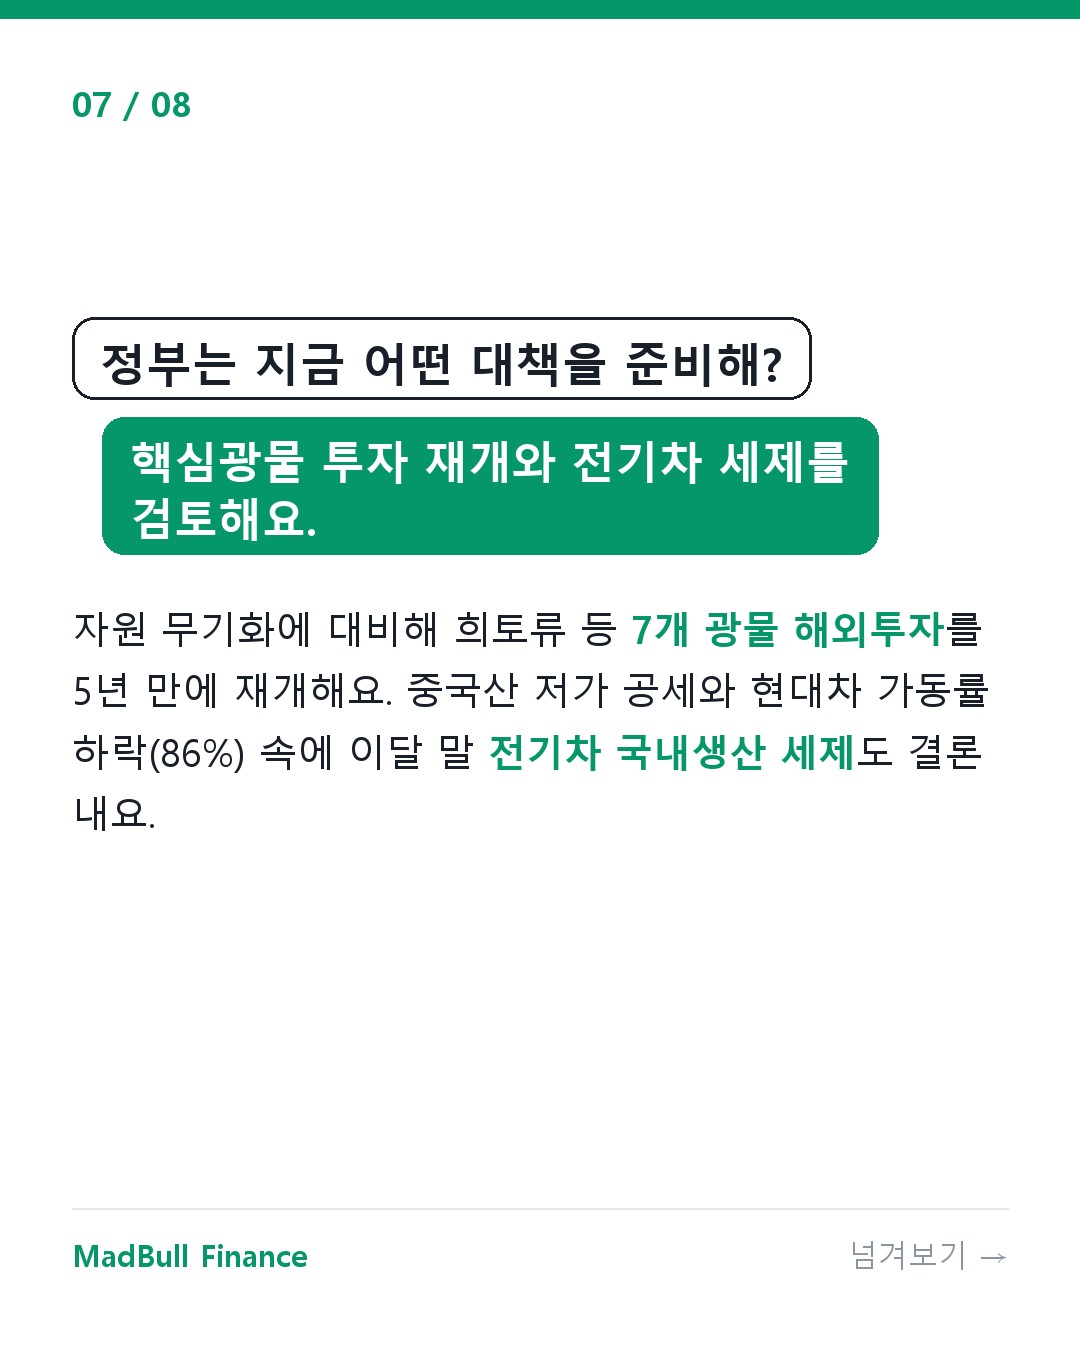 07 / 08
정부는 지금 어떤 대책을 준비해?
핵심광물 투자 재개와 전기차 세제를
검토해요.
자원 무기화에 대비해 희토류 등 7개 광물 해외투자를
5년 만에 재개해요. 중국산 저가 공세와 현대차 가동률
하락(86%) 속에 이달 말 전기차 국내생산 세제도 결론
내요.
MadBull Finance
넘겨보기 →